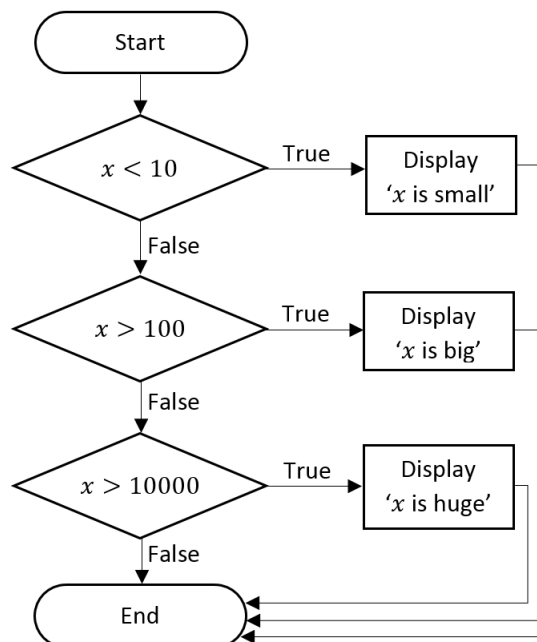 Start
x < 10
True
Display
‘x is small’
False
x > 100
True
Display
‘x is big’
False
x > 10000
True
Display
‘x is huge’
False
End